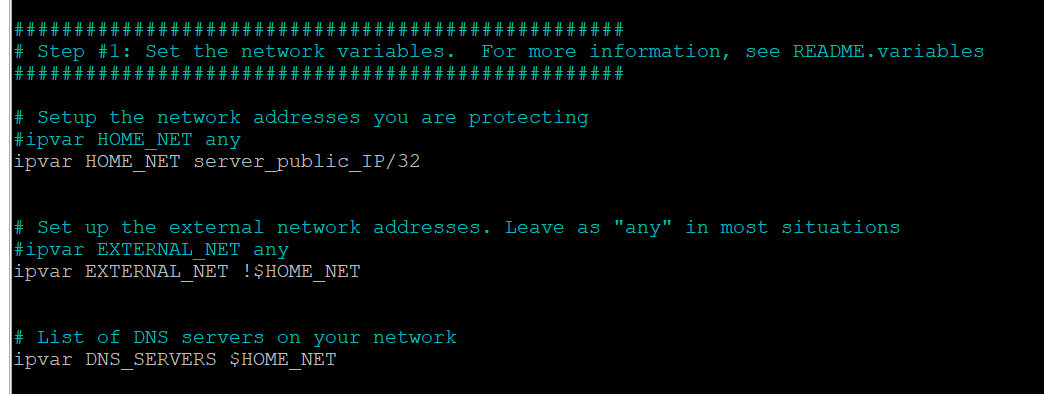 ###################################################
# Step #1: Set the network variables.  For more information, see README.variables
###################################################
# Setup the network addresses you are protecting
#ipvar HOME_NET any
ipvar HOME_NET server_public_IP/32
# Set up the external network addresses. Leave as "any" in most situations
#ipvar EXTERNAL_NET any
ipvar EXTERNAL_NET !$HOME_NET
# List of DNS servers on your network
ipvar DNS_SERVERS $HOME_NET